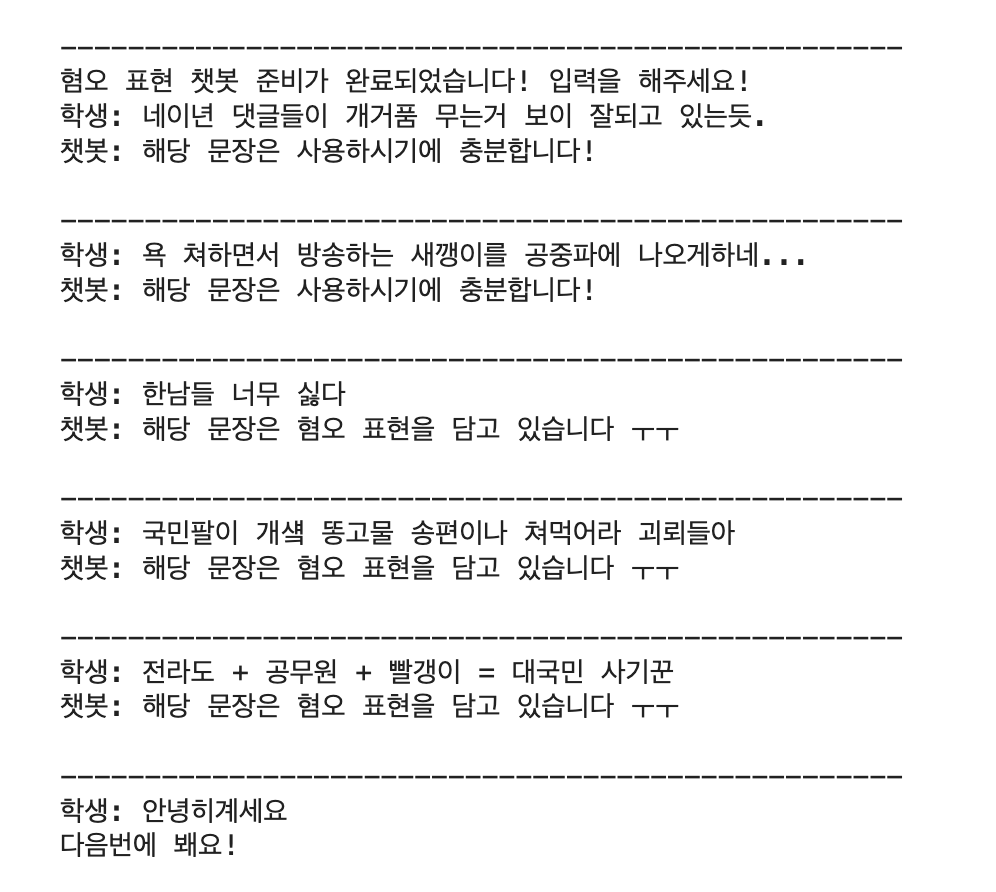 --------------------------------------------------
혐오 표현 챗봇 준비가 완료되었습니다! 입력을 해주세요!
학생: 네이년 댓글들이 개거품 무는거 보이 잘되고 있는듯.
챗봇: 해당 문장은 사용하시기에 충분합니다!
--------------------------------------------------
학생: 욕 쳐하면서 방송하는 새깽이를 공중파에 나오게하네...
챗봇: 해당 문장은 사용하시기에 충분합니다!
--------------------------------------------------
학생: 한남들 너무 싫다
챗봇: 해당 문장은 혐오 표현을 담고 있습니다 ㅜㅜ
--------------------------------------------------
학생: 국민팔이 개섘 똥고물 송편이나 쳐먹어라 괴뢰들아
챗봇: 해당 문장은 혐오 표현을 담고 있습니다 ㅜㅜ
--------------------------------------------------
학생: 전라도 + 공무원 + 빨갱이 = 대국민 사기꾼
챗봇: 해당 문장은 혐오 표현을 담고 있습니다 ㅜㅜ
--------------------------------------------------
학생: 안녕히계세요
다음번에 봬요!